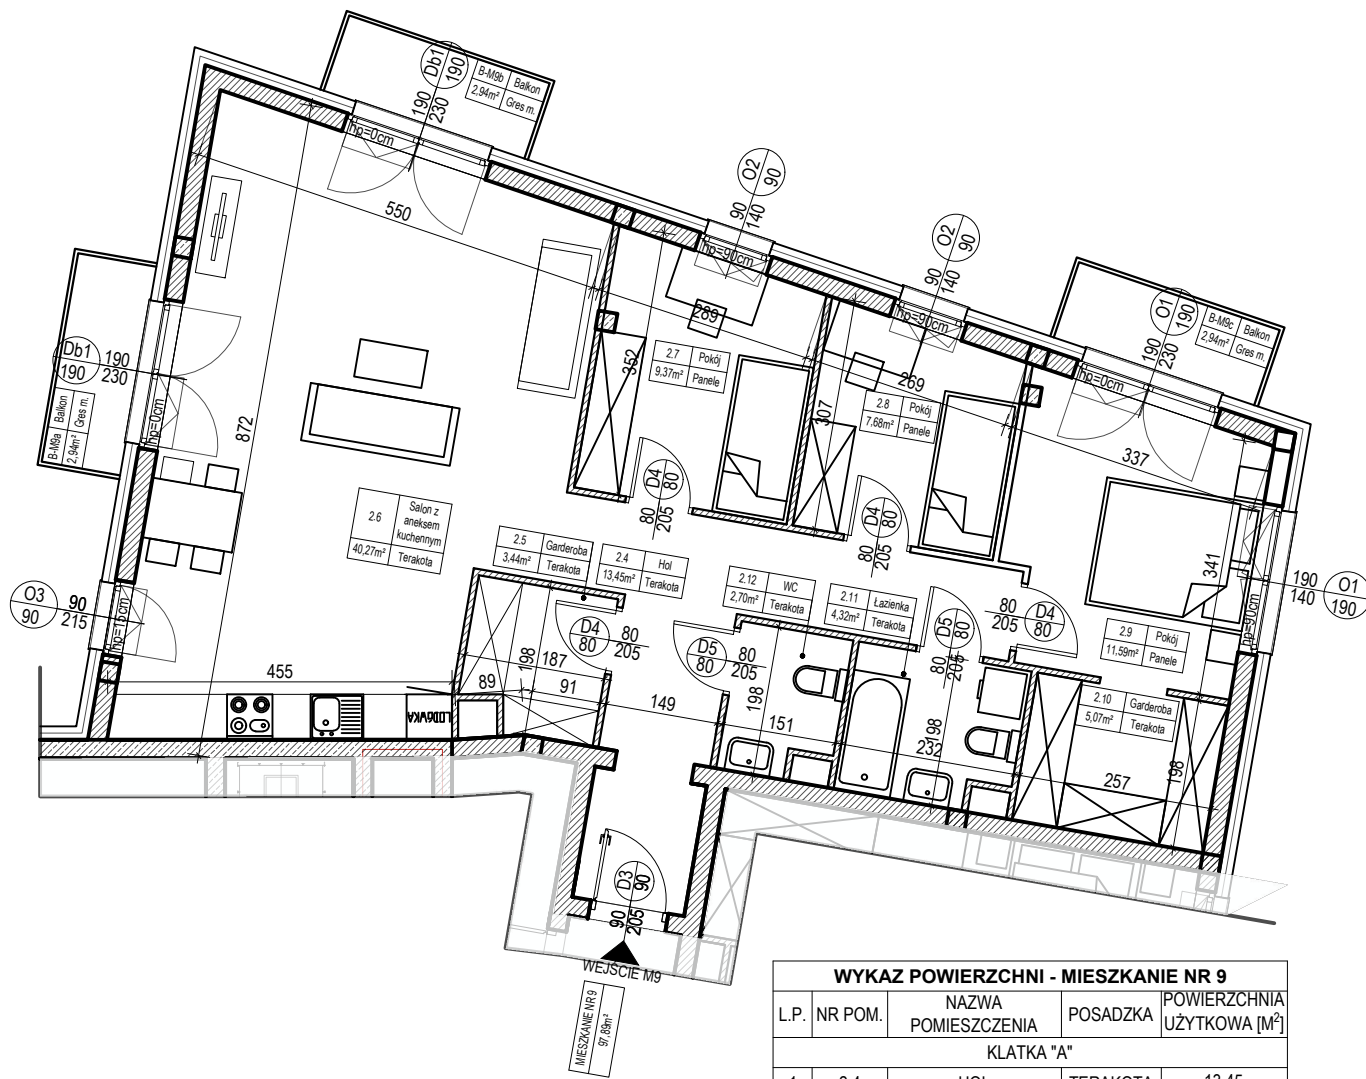 Db1
190
190
230
B-M9b Balkon
2,94m² Gres m.
hp=0cm
550
O2
90
90
140
hp=90cm
O2
90
90
140
hp=90cm
O1
190
190
230
B-M9c Balkon
2,94m² Gres m.
hp=0cm
Db1
190
190
230
B-M9a Balkon
2,94m² Gres m.
hp=0cm
872
289
352
2.7 Pokój
9,37m² Panele
269
307
2.8 Pokój
7,68m² Panele
337
341
D4
80
80
205
D4
80
80
205
2.6 Salon z
aneksem
kuchennym
40,27m² Terakota
2.5 Garderoba
3,44m² Terakota
2.4 Hol
13,45m² Terakota
2.12 WC
2,70m² Terakota
2.11 Łazienka
4,32m² Terakota
O3
90
90
215
hp=15cm
D4
80
80
205
D5
80
80
205
D5
80
80
205
80
205
D4
80
2.9 Pokój
11,59m² Panele
190
140
O1
190
hp=90cm
2.10 Garderoba
5,07m² Terakota
455
89
198
187
91
149
198
151
198
232
257
198
LODÓWKA
D3
90
90
205
WEJŚCIE M9
MIESZKANIE NR 9
97,89m²
WYKAZ POWIERZCHNI - MIESZKANIE NR 9
L.P. NR POM. NAZWA POMIESZCZENIA POSADZKA POWIERZCHNIA UŻYTKOWA [M²]
KLATKA "A"
1 2.4 HOL TERAKOTA 13,45